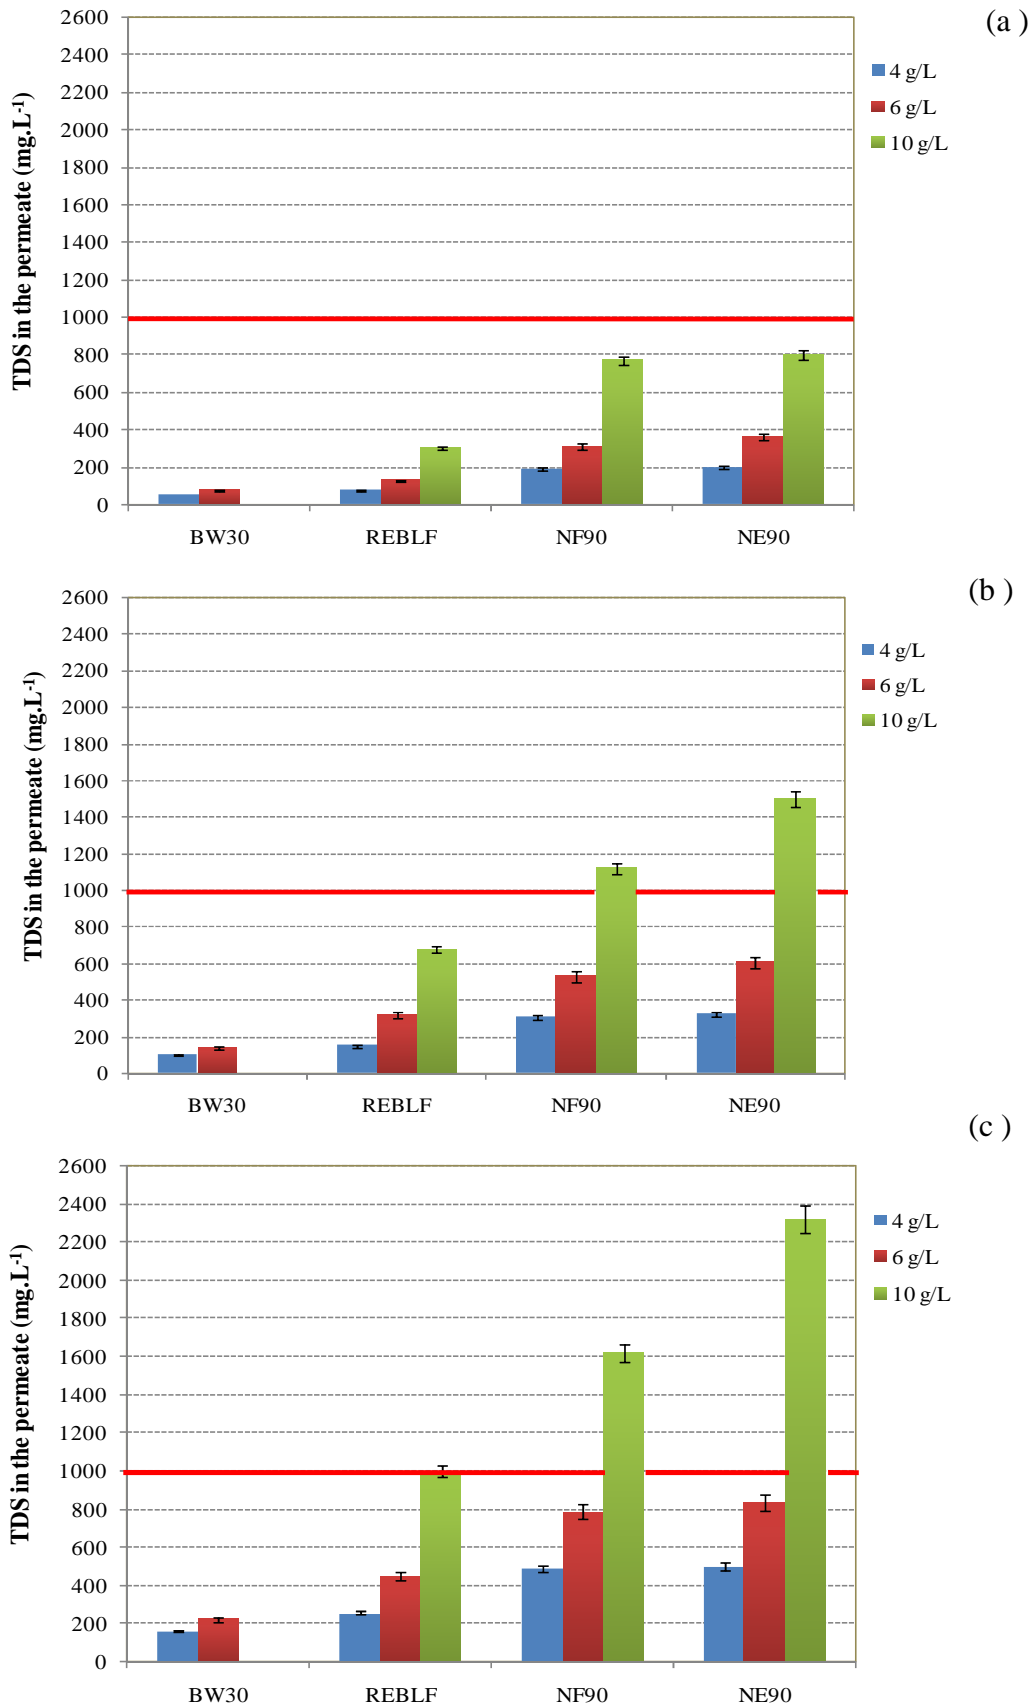 (a )
TDS in the permeate (mg.L-1)
2600
2400
2200
2000
1800
1600
1400
1200
1000
800
600
400
200
0
BW30 REBLF NF90 NE90
4 g/L
6 g/L
10 g/L
(b )
TDS in the permeate (mg.L-1)
2600
2400
2200
2000
1800
1600
1400
1200
1000
800
600
400
200
0
BW30 REBLF NF90 NE90
4 g/L
6 g/L
10 g/L
(c )
TDS in the permeate (mg.L-1)
2600
2400
2200
2000
1800
1600
1400
1200
1000
800
600
400
200
0
BW30 REBLF NF90 NE90
4 g/L
6 g/L
10 g/L